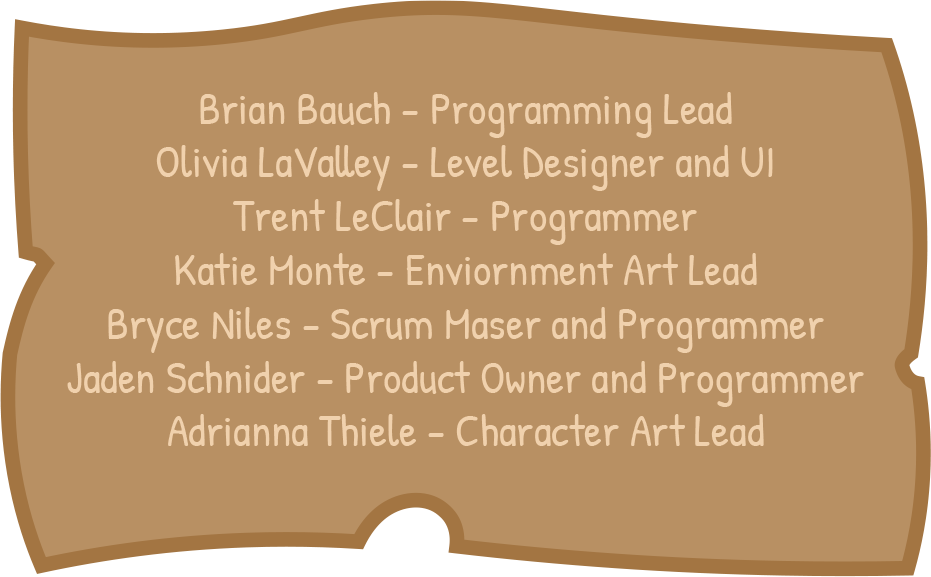 Brian Bauch - Programming Lead
Olivia LaValley - Level Designer and UI
Trent LeClair - Programmer
Katie Monte - Enviornment Art Lead
Bryce Niles - Scrum Maser and Programmer
Jaden Schnider - Product Owner and Programmer
Adrianna Thiele - Character Art Lead